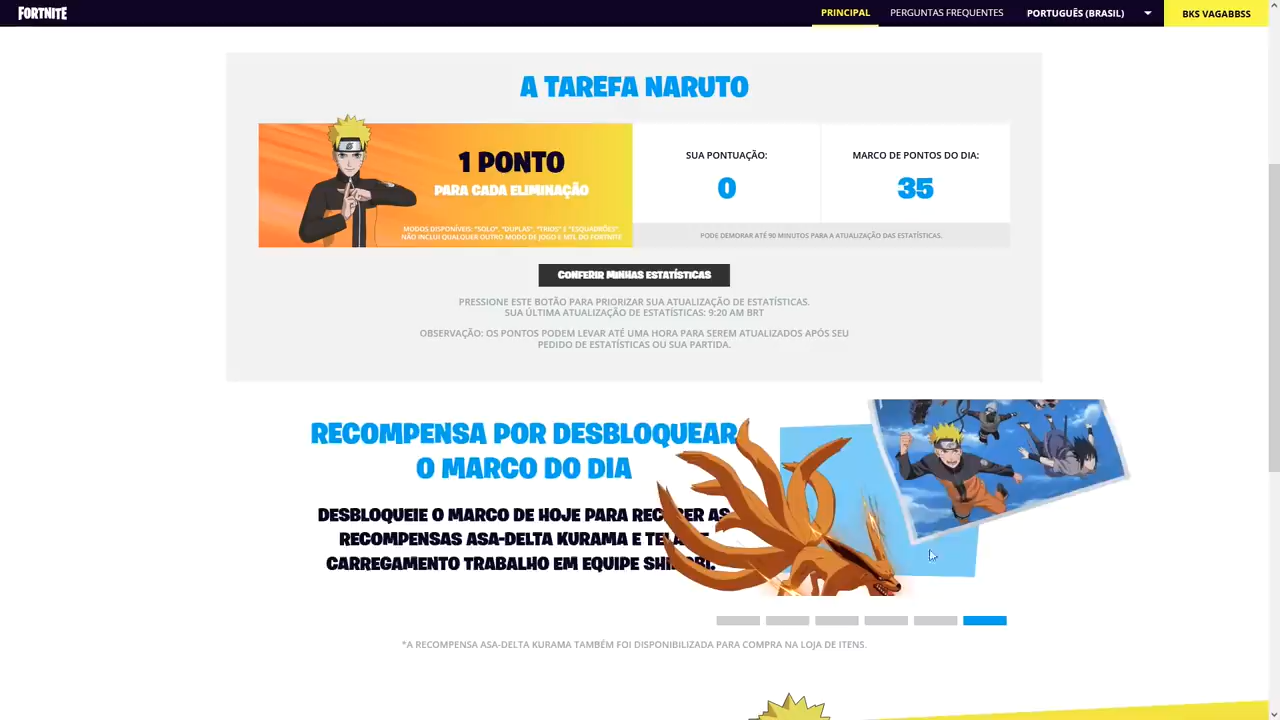 FORTNITE
PRINCIPAL
PERGUNTAS FREQUENTES
PORTUGUÊS (BRASIL)
BKS VAGABBSS
A TAREFA NARUTO
1 PONTO
PARA CADA ELIMINAÇÃO
MODOS DISPONÍVEIS: "SOLO", "DUPLAS", "TRIOS" E "ESQUADRÕES".
NÃO INCLUI QUALQUER OUTRO MODO DE JOGO E MTL DO FORTNITE
SUA PONTUAÇÃO:
0
MARCO DE PONTOS DO DIA:
35
PODE DEMORAR ATÉ 90 MINUTOS PARA A ATUALIZAÇÃO DAS ESTATÍSTICAS.
CONFERIR MINHAS ESTATÍSTICAS
PRESSIONE ESTE BOTÃO PARA PRIORIZAR SUA ATUALIZAÇÃO DE ESTATÍSTICAS.
SUA ÚLTIMA ATUALIZAÇÃO DE ESTATÍSTICAS: 9:20 AM BRT
OBSERVAÇÃO: OS PONTOS PODEM LEVAR ATÉ UMA HORA PARA SEREM ATUALIZADOS APÓS SEU
PEDIDO DE ESTATÍSTICAS OU SUA PARTIDA.
RECOMPENSA POR DESBLOQUEAR
O MARCO DO DIA
DESBLOQUEIE O MARCO DE HOJE PARA RECEBER AS
RECOMPENSAS ASA-DELTA KURAMA E TELA DE
CARREGAMENTO TRABALHO EM EQUIPE SHINOBI.
*A RECOMPENSA ASA-DELTA KURAMA TAMBÉM FOI DISPONIBILIZADA PARA COMPRA NA LOJA DE ITENS.